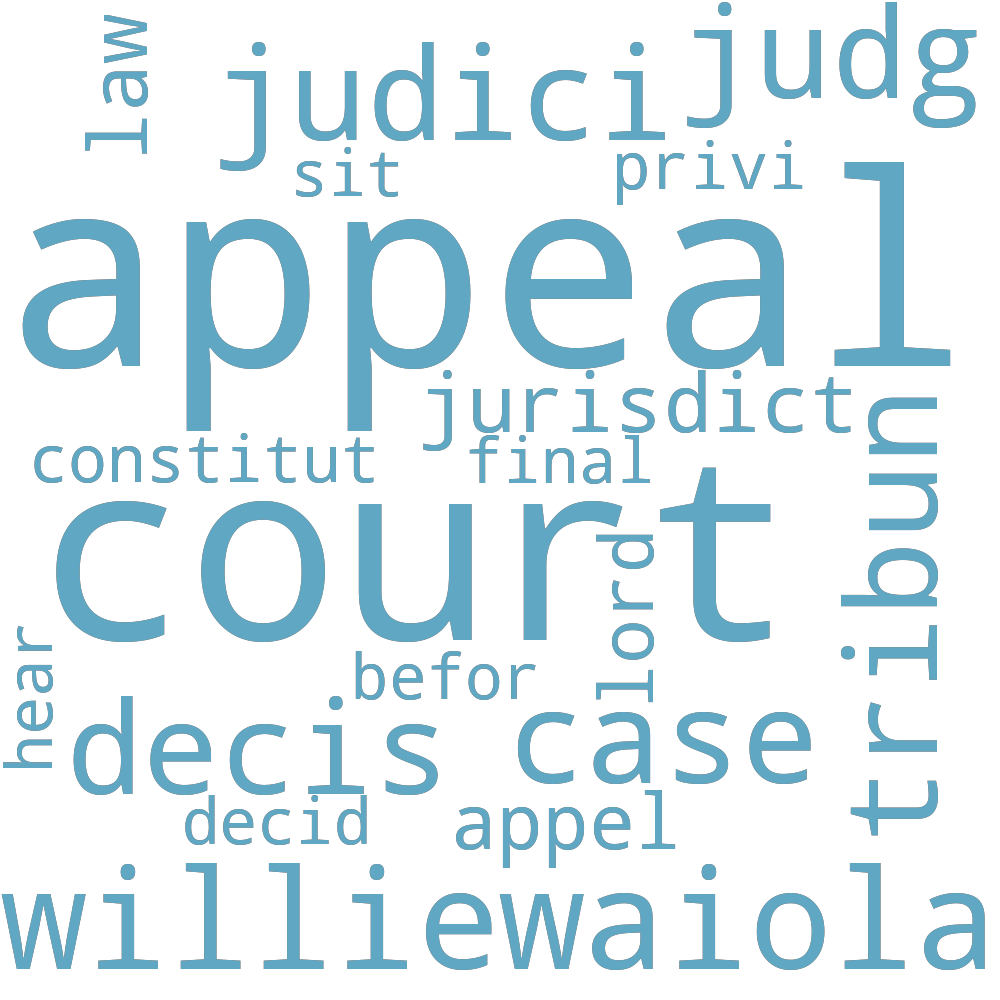 law
judici
judg
sit
privi
appeal
jurisdict
constitut
final
tribun
court
lord
hear
befor
decis
case
decid
appel
williewaiola